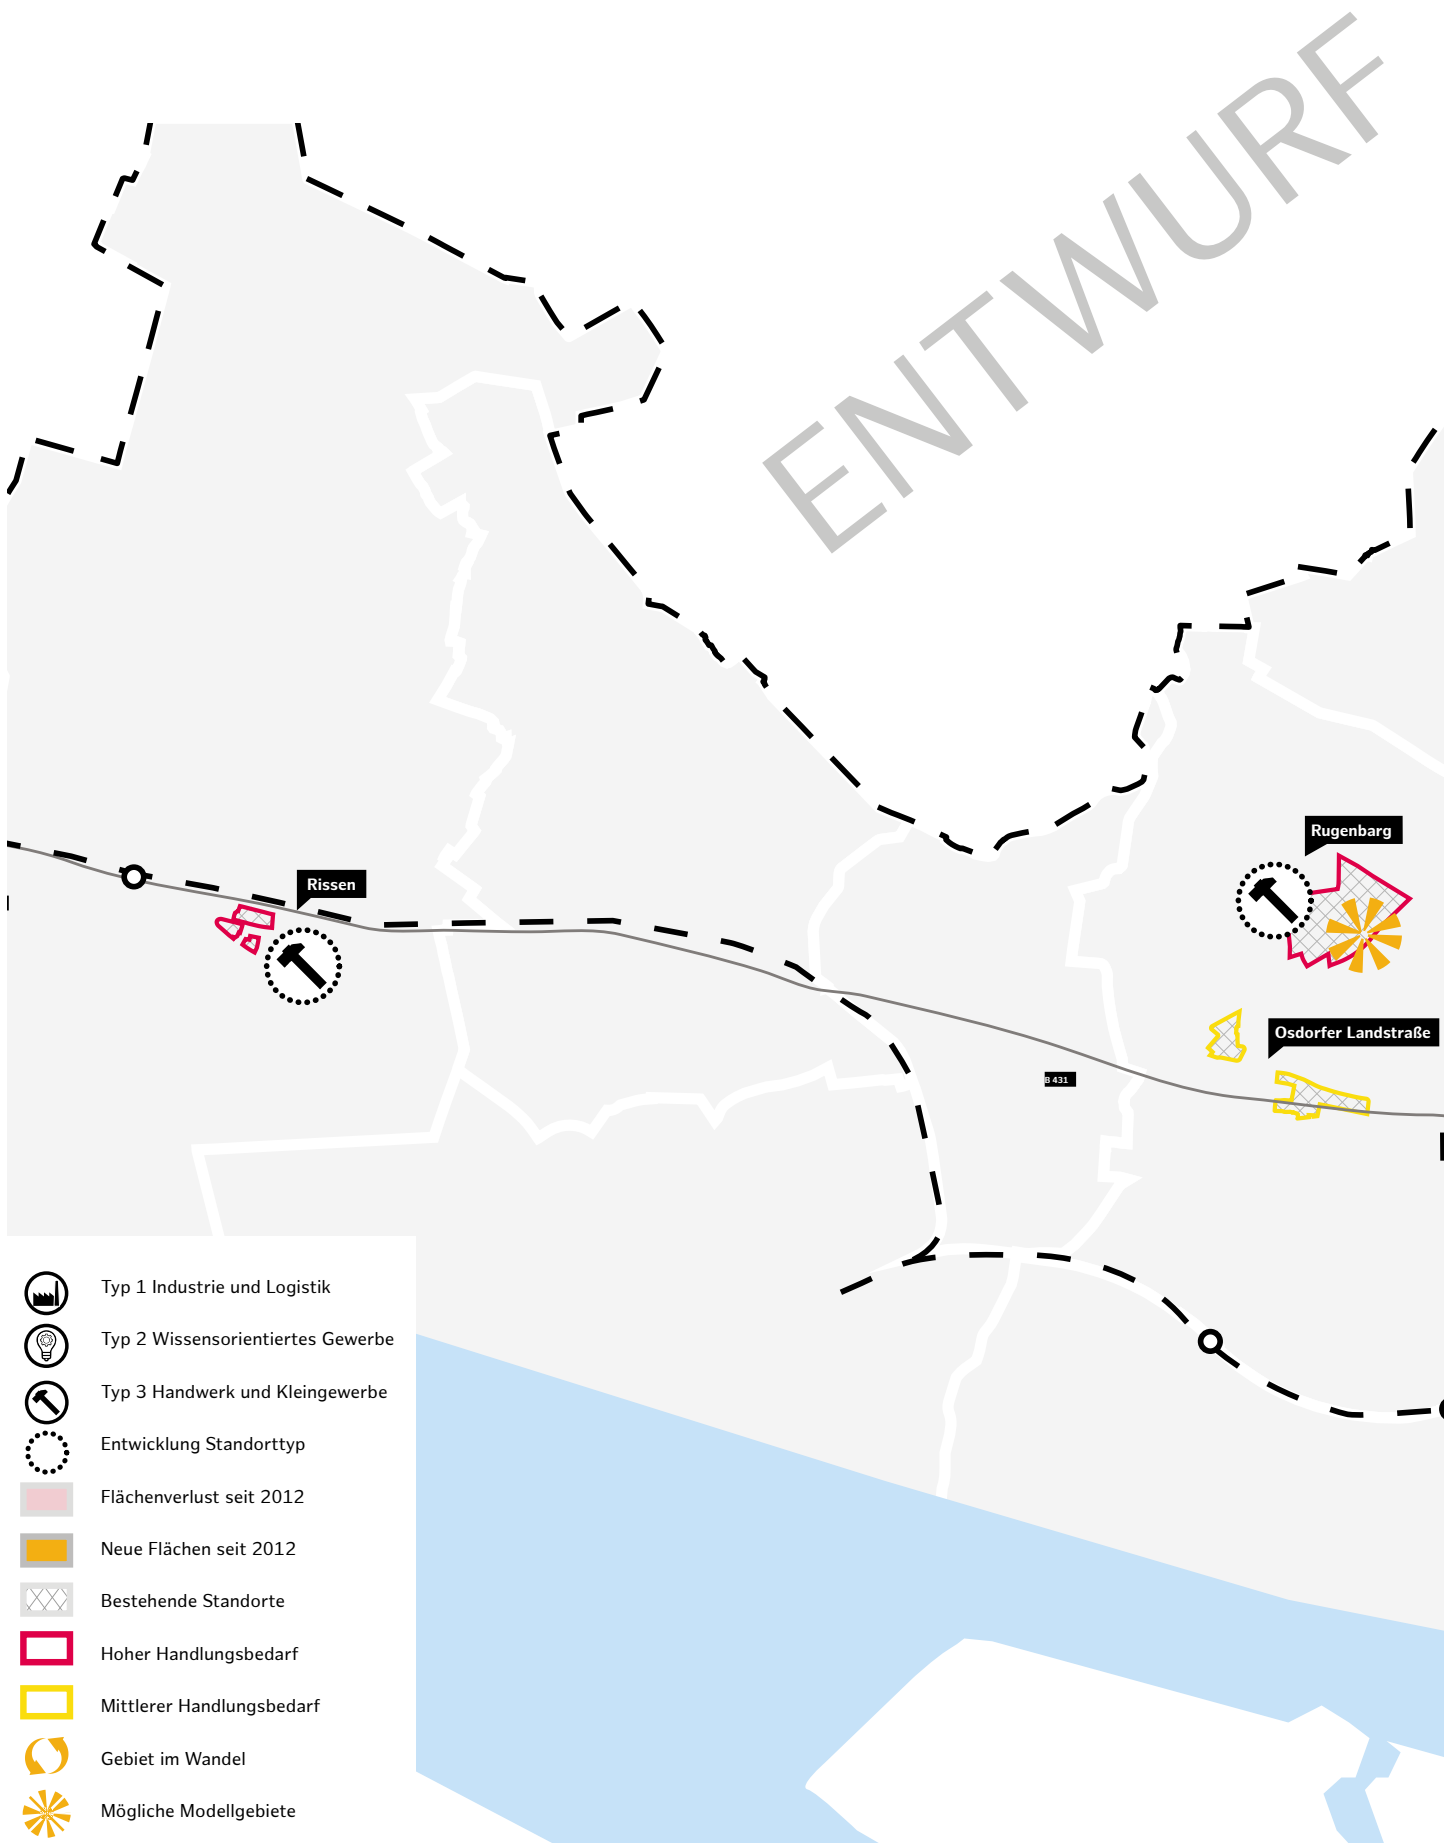 ENTWURF
Rugenbarg
Rissen
Osdorfer Landstraße
B 431
Typ 1 Industrie und Logistik
Typ 2 Wissensorientiertes Gewerbe
Typ 3 Handwerk und Kleingewerbe
Entwicklung Standorttyp
Flächenverlust seit 2012
Neue Flächen seit 2012
Bestehende Standorte
Hoher Handlungsbedarf
Mittlerer Handlungsbedarf
Gebiet im Wandel
Mögliche Modellgebiete